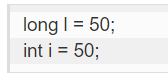 long l = 50;
int i = 50;